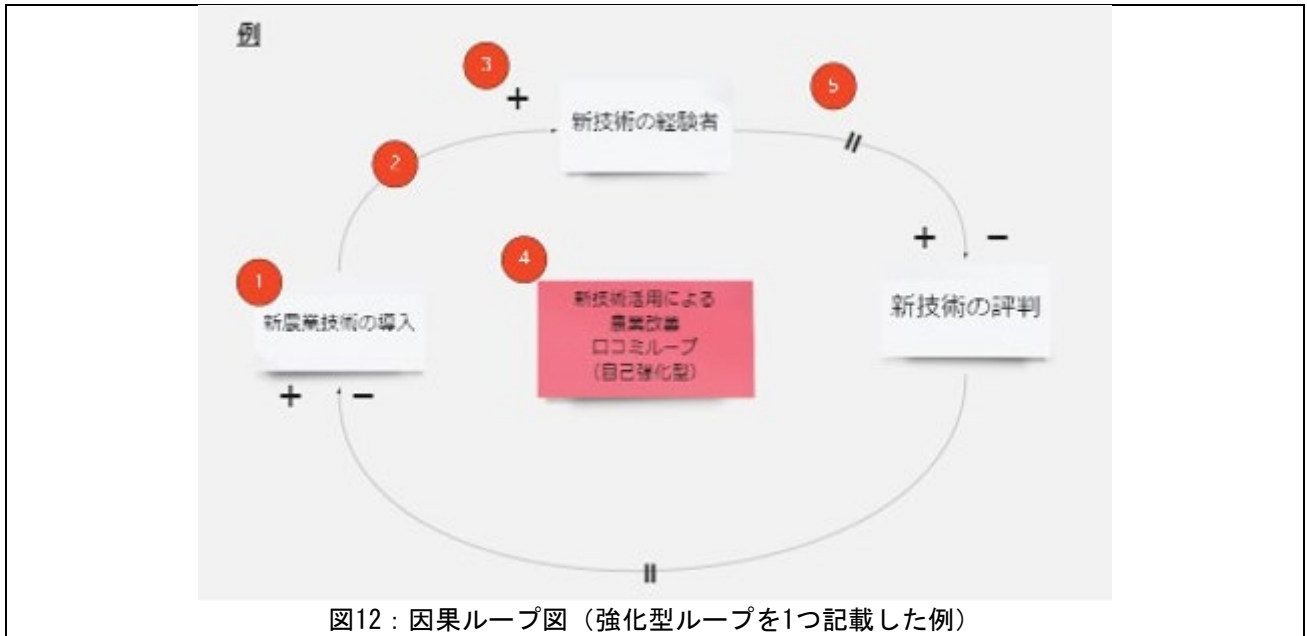 例
3
+
新技術の経験者
5
//
2
+ −
4
1
新技術活用による
農業改善
口コミループ
(自己強化型)
新技術の評判
新農業技術の導入
+ −
||
図12：因果ループ図（強化型ループを1つ記載した例）